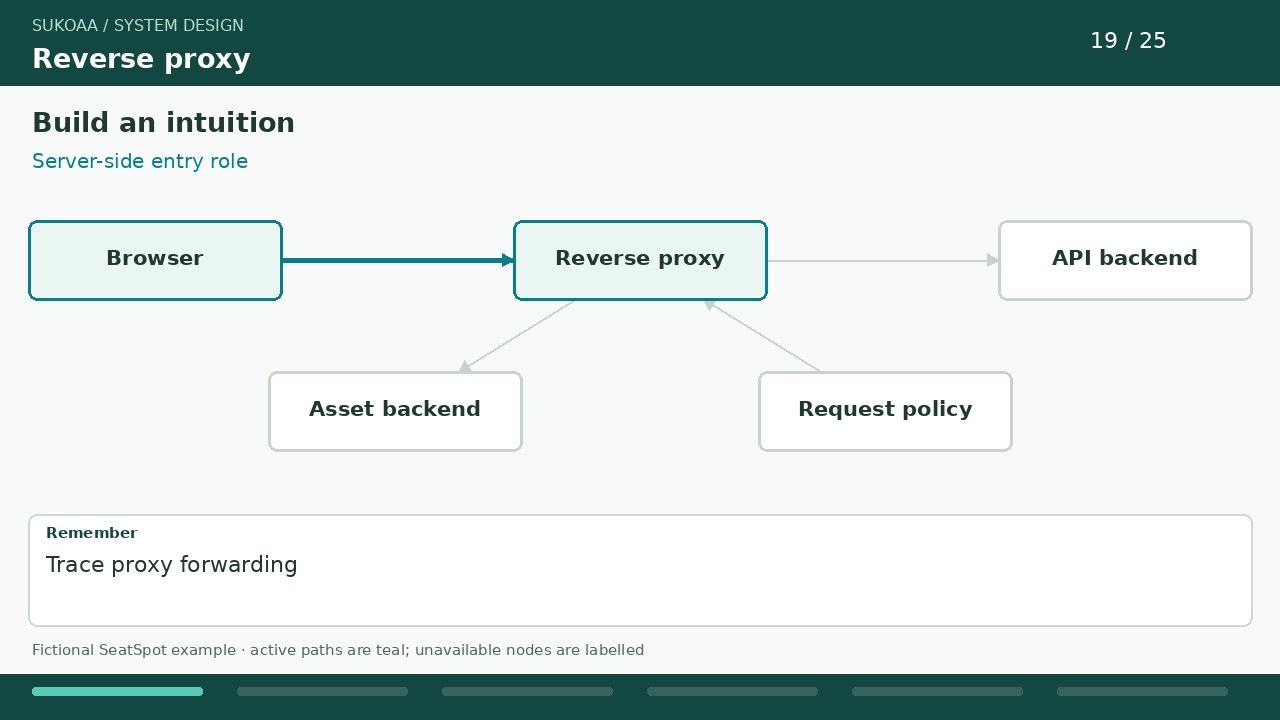 SUKOAA / SYSTEM DESIGN
Reverse proxy
19 / 25
Build an intuition
Server-side entry role
Browser
Reverse proxy
API backend
Asset backend
Request policy
Remember
Trace proxy forwarding
Fictional SeatSpot example · active paths are teal; unavailable nodes are labelled